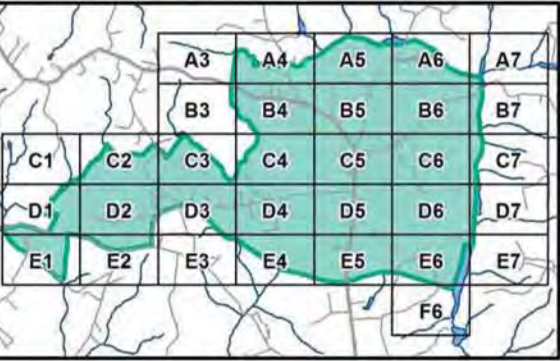 A3 A4 A5 A6 A7
B3 B4 B5 B6 B7
C1 C2 C3 C4 C5 C6 C7
D1 D2 D3 D4 D5 D6 D7
E1 E2 E3 E4 E5 E6 E7
F6